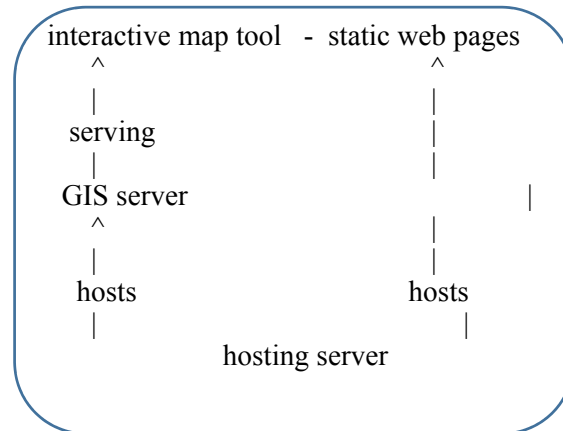 interactive map tool - static web pages
^ ^
| |
serving |
| |
GIS server |
^ |
| |
hosts hosts
| |
hosting server